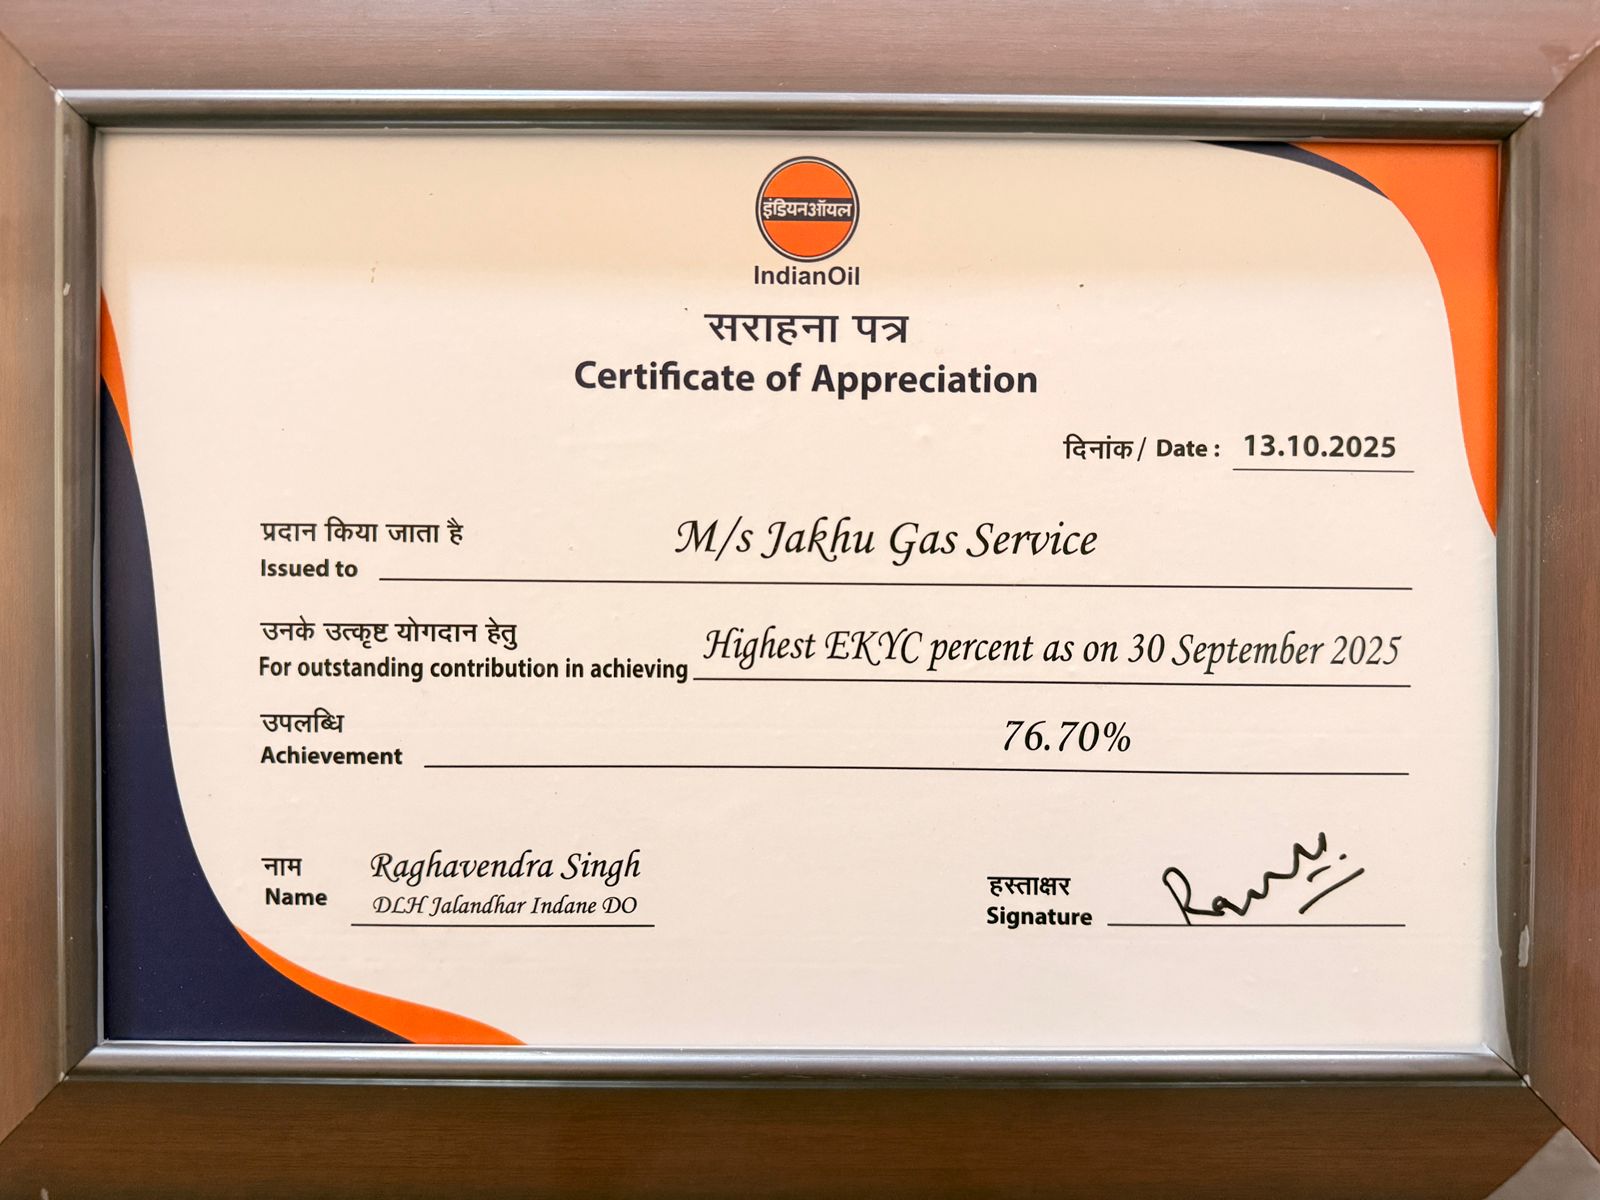 इंडियनऑयल
IndianOil
सराहना पत्र
Certificate of Appreciation
दिनांक / Date : 13.10.2025
प्रदान किया जाता है
Issued to M/s Jakhu Gas Service
उनके उत्कृष्ट योगदान हेतु
For outstanding contribution in achieving Highest EKYC percent as on 30 September 2025
उपलब्धि
Achievement 76.70%
नाम
Name Raghavendra Singh
DLH Jalandhar Indane DO
हस्ताक्षर
Signature